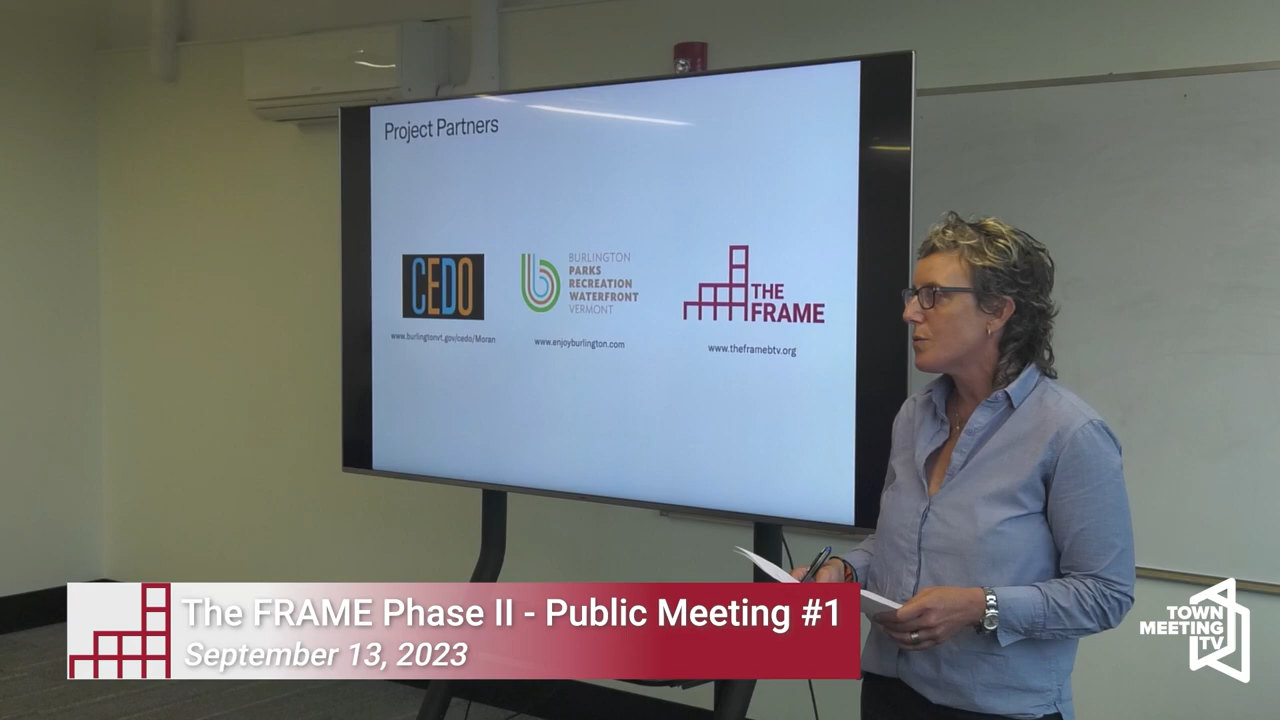 Project Partners
CEDO
www.burlingtonvt.gov/cedo/Moran
BURLINGTON
PARKS
RECREATION
WATERFRONT
VERMONT
www.enjoyburlington.com
THE
FRAME
www.theframebtv.org
The FRAME Phase II - Public Meeting #1
September 13, 2023
TOWN
MEETING
TV